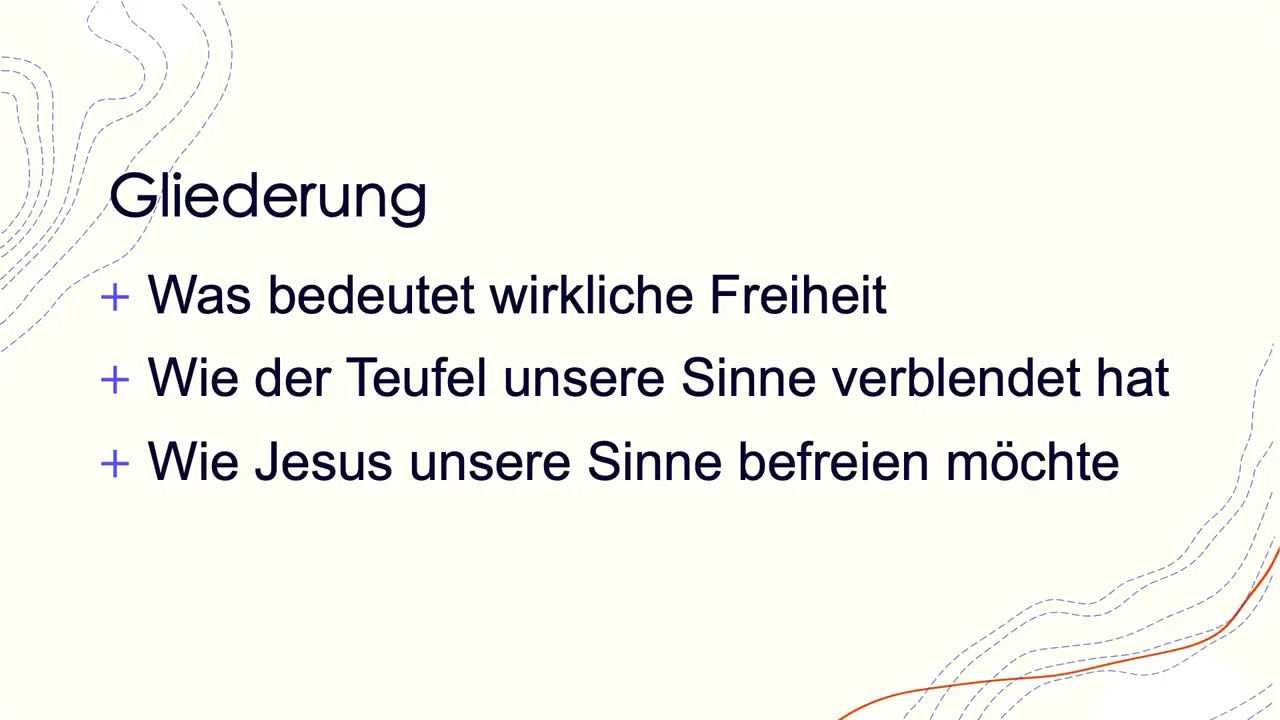 Gliederung
+ Was bedeutet wirkliche Freiheit
+ Wie der Teufel unsere Sinne verblendet hat
+ Wie Jesus unsere Sinne befreien möchte